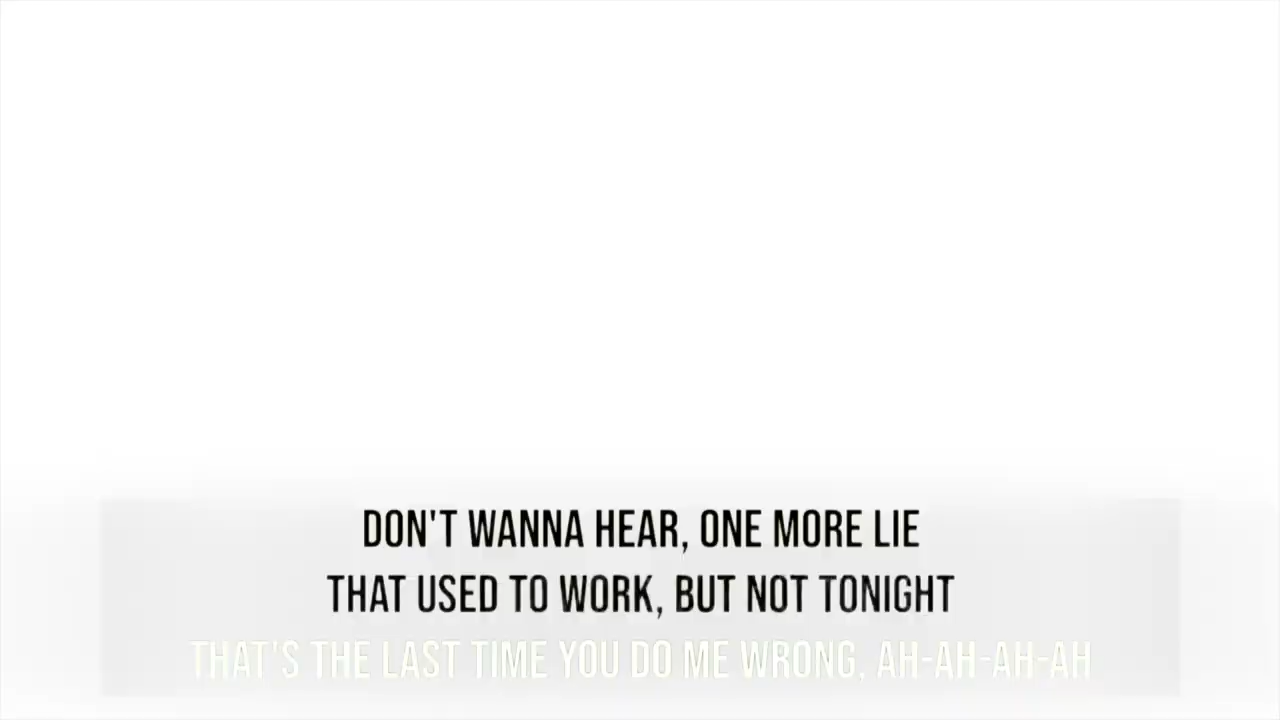 DON'T WANNA HEAR, ONE MORE LIE
THAT USED TO WORK, BUT NOT TONIGHT
THAT'S THE LAST TIME YOU DO ME WRONG, AH-AH-AH-AH